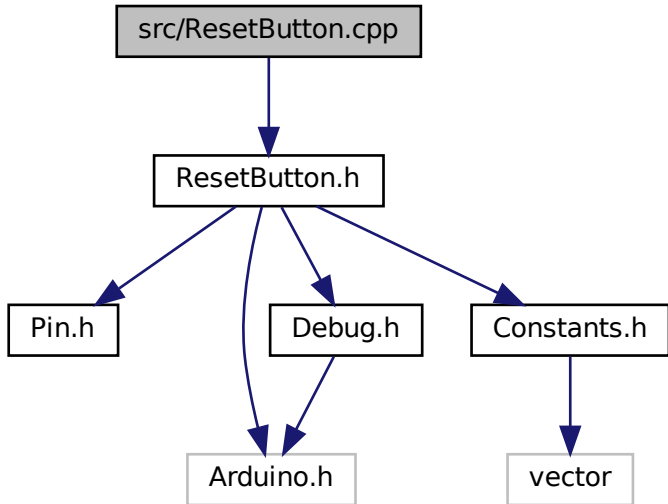 src/ResetButton.cpp
ResetButton.h
Pin.h
Debug.h
Constants.h
Arduino.h
vector